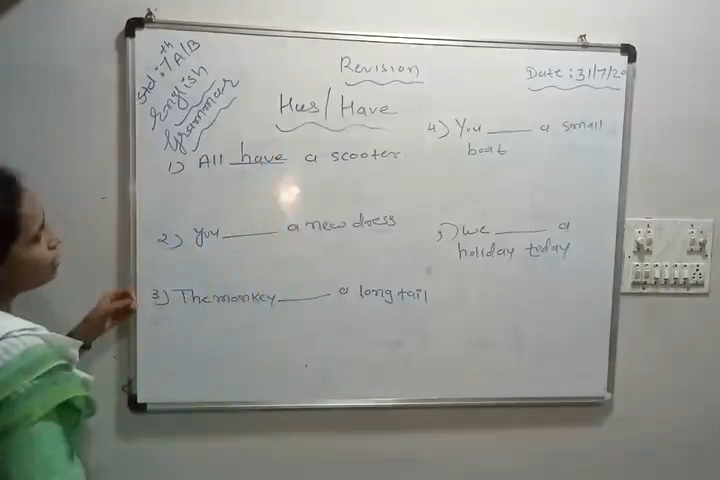 Std : 7th A/B
English
Grammar
Revision
Date : 31/7/20
Has/Have
1) All have a scooter.
2) You ____ a new dress
3) The monkey ____ a long tail
4) You ____ a small
boat
5) We ____ a
holiday today